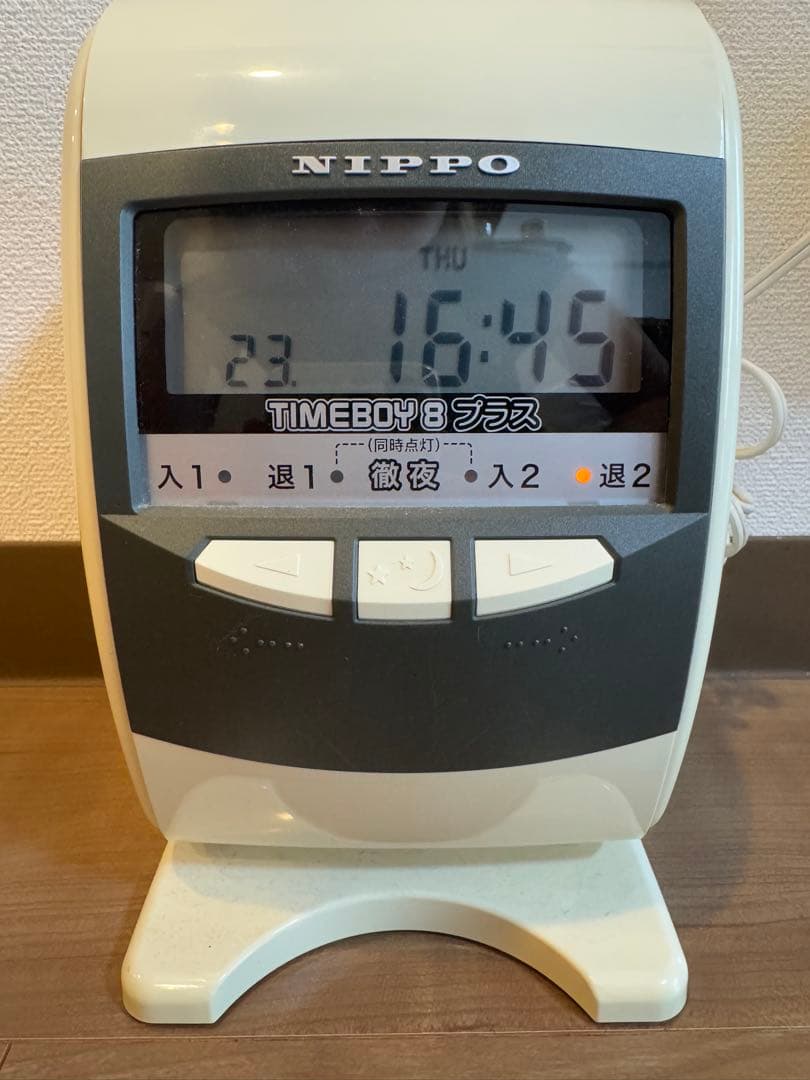 NIPPO
THU
23. 16:45
TIMEBOY 8 プラス
(同時点灯)
入1 退1 徹夜 入2 退2